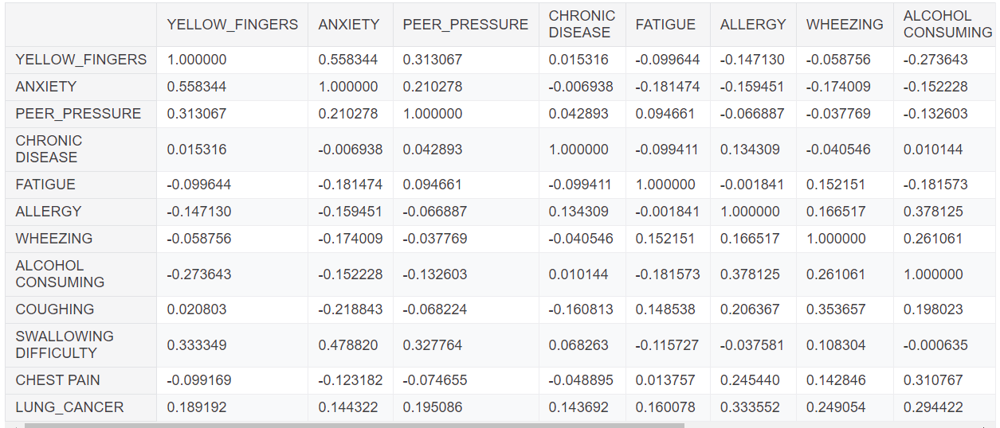 YELLOW_FINGERS ANXIETY PEER_PRESSURE CHRONIC DISEASE FATIGUE ALLERGY WHEEZING ALCOHOL CONSUMING
YELLOW_FINGERS 1.000000 0.558344 0.313067 0.015316 -0.099644 -0.147130 -0.058756 -0.273643
ANXIETY 0.558344 1.000000 0.210278 -0.006938 -0.181474 -0.159451 -0.174009 -0.152228
PEER_PRESSURE 0.313067 0.210278 1.000000 0.042893 0.094661 -0.066887 -0.037769 -0.132603
CHRONIC DISEASE 0.015316 -0.006938 0.042893 1.000000 -0.099411 0.134309 -0.040546 0.010144
FATIGUE -0.099644 -0.181474 0.094661 -0.099411 1.000000 -0.001841 0.152151 -0.181573
ALLERGY -0.147130 -0.159451 -0.066887 0.134309 -0.001841 1.000000 0.166517 0.378125
WHEEZING -0.058756 -0.174009 -0.037769 -0.040546 0.152151 0.166517 1.000000 0.261061
ALCOHOL CONSUMING -0.273643 -0.152228 -0.132603 0.010144 -0.181573 0.378125 0.261061 1.000000
COUGHING 0.020803 -0.218843 -0.068224 -0.160813 0.148538 0.206367 0.353657 0.198023
SWALLOWING DIFFICULTY 0.333349 0.478820 0.327764 0.068263 -0.115727 -0.037581 0.108304 -0.000635
CHEST PAIN -0.099169 -0.123182 -0.074655 -0.048895 0.013757 0.245440 0.142846 0.310767
LUNG_CANCER 0.189192 0.144322 0.195086 0.143692 0.160078 0.333552 0.249054 0.294422